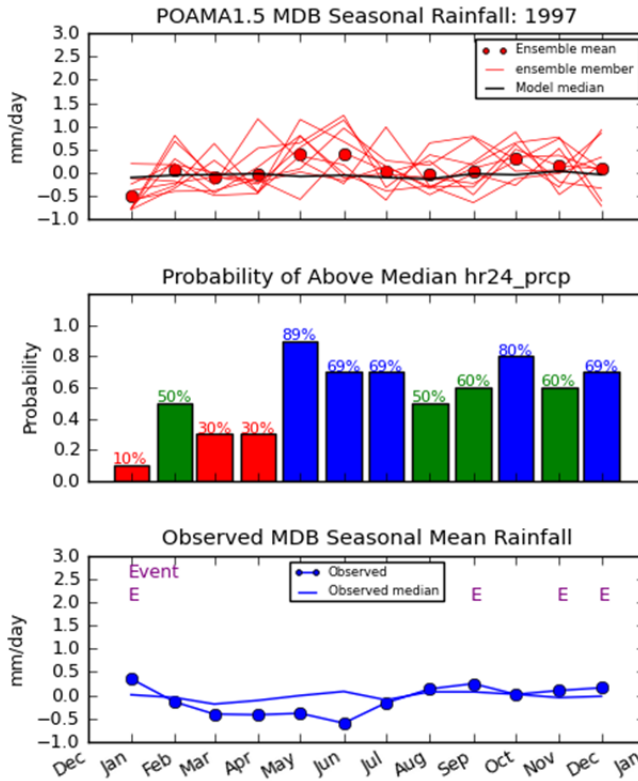 POAMA1.5 MDB Seasonal Rainfall: 1997
3.0
2.5
2.0
1.5
1.0
0.5
0.0
−0.5
−1.0
mm/day
Ensemble mean
ensemble member
Model median
Probability of Above Median hr24_prcp
1.0
0.8
0.6
0.4
0.2
0.0
Probability
10%
50%
30%
30%
89%
69%
69%
50%
60%
80%
60%
69%
Observed MDB Seasonal Mean Rainfall
3.0
2.5
2.0
1.5
1.0
0.5
0.0
−0.5
−1.0
mm/day
Event
E
E
E
E
Observed
Observed median
Dec Jan Feb Mar Apr May Jun Jul Aug Sep Oct Nov Dec Jan